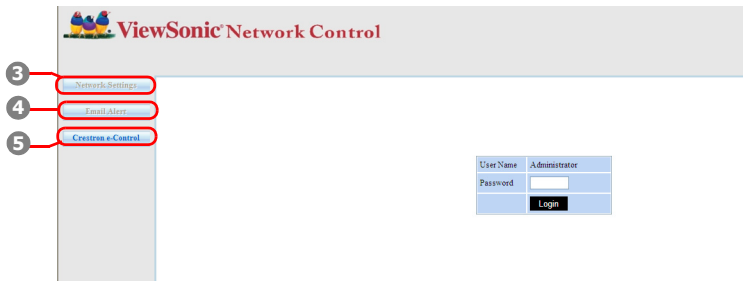 ViewSonic® Network Control
3
Network Settings
4
Email Alert
5
Crestron e-Control
User Name Administrator
Password
Login